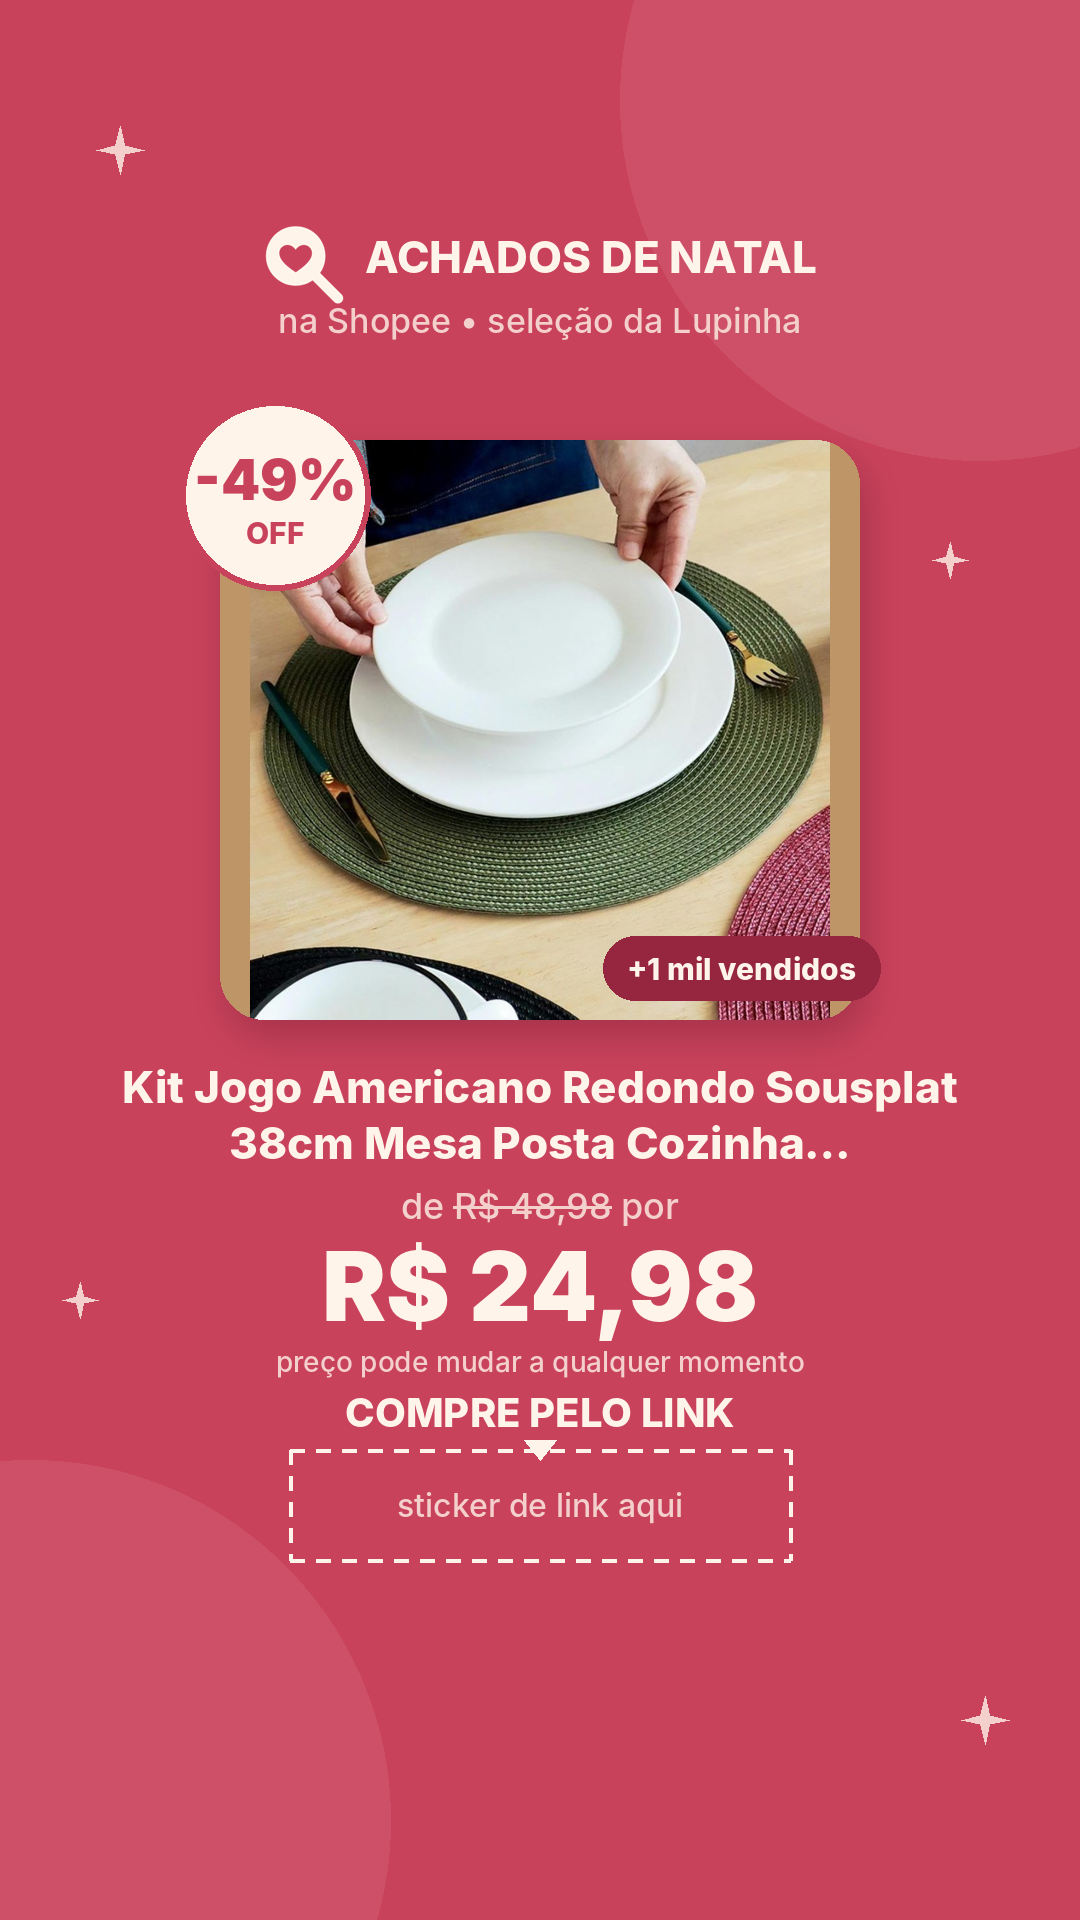 ACHADOS DE NATAL
na Shopee • seleção da Lupinha
-49%
OFF
+1 mil vendidos
Kit Jogo Americano Redondo Sousplat
38cm Mesa Posta Cozinha...
de R$ 48,98 por
R$ 24,98
preço pode mudar a qualquer momento
COMPRE PELO LINK
sticker de link aqui